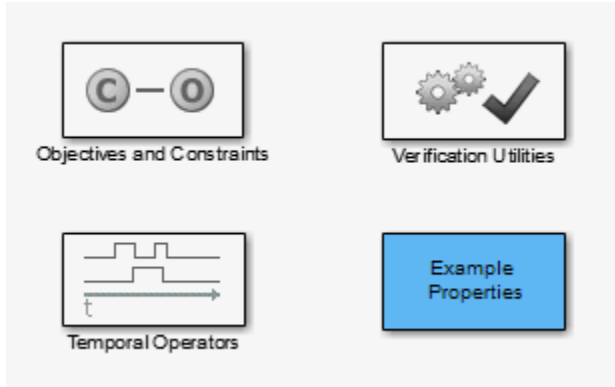 C O
Objectives and Constraints
Verification Utilities
t
Temporal Operators
Example
Properties